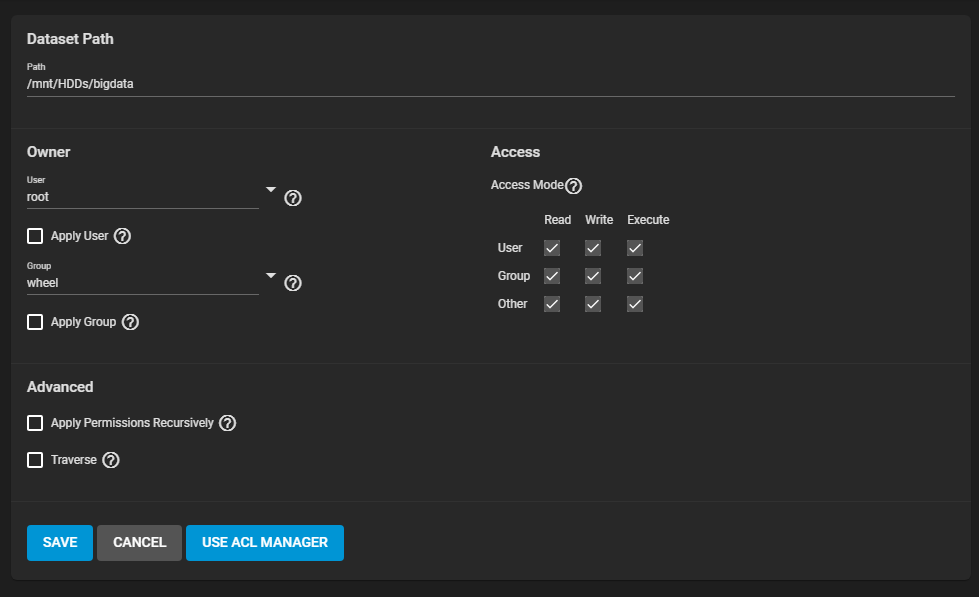 Dataset Path
Path
/mnt/HDDs/bigdata
Owner
User
root
Apply User
Group
wheel
Apply Group
Access
Access Mode
Read Write Execute
User
Group
Other
Advanced
Apply Permissions Recursively
Traverse
SAVE CANCEL USE ACL MANAGER